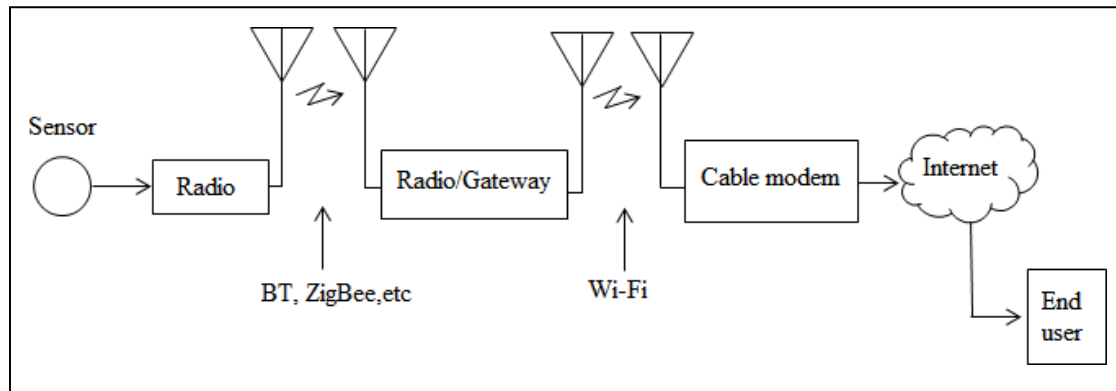 Sensor
Radio
BT, ZigBee,etc
Radio/Gateway
Wi-Fi
Cable modem
Internet
End
user